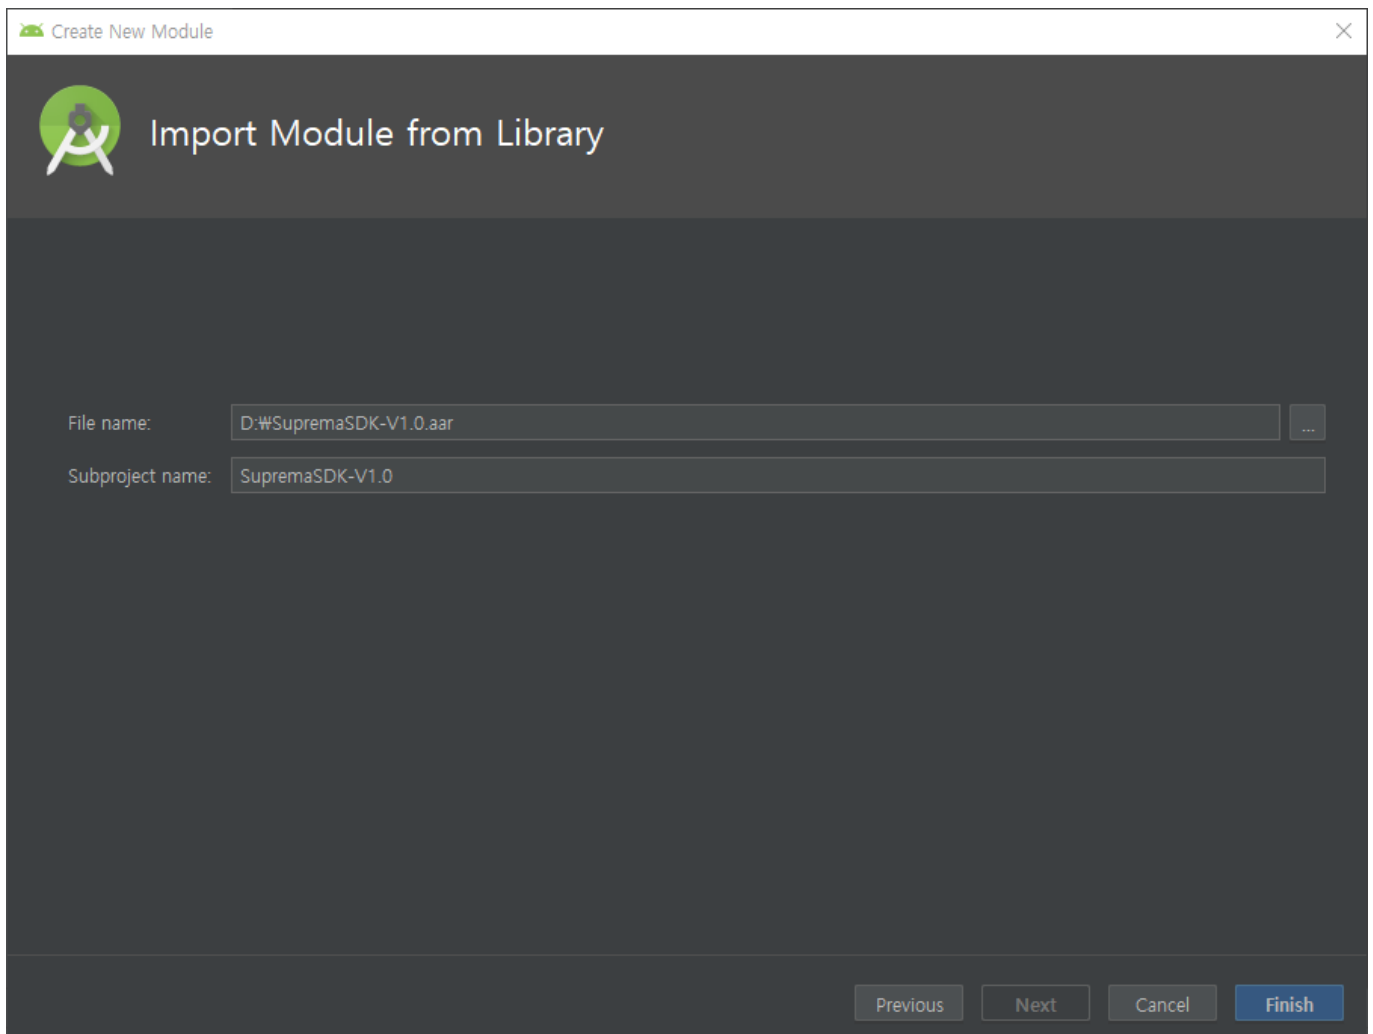 Create New Module
Import Module from Library
File name: D:₩SupremaSDK-V1.0.aar ...
Subproject name: SupremaSDK-V1.0
Previous Next Cancel Finish